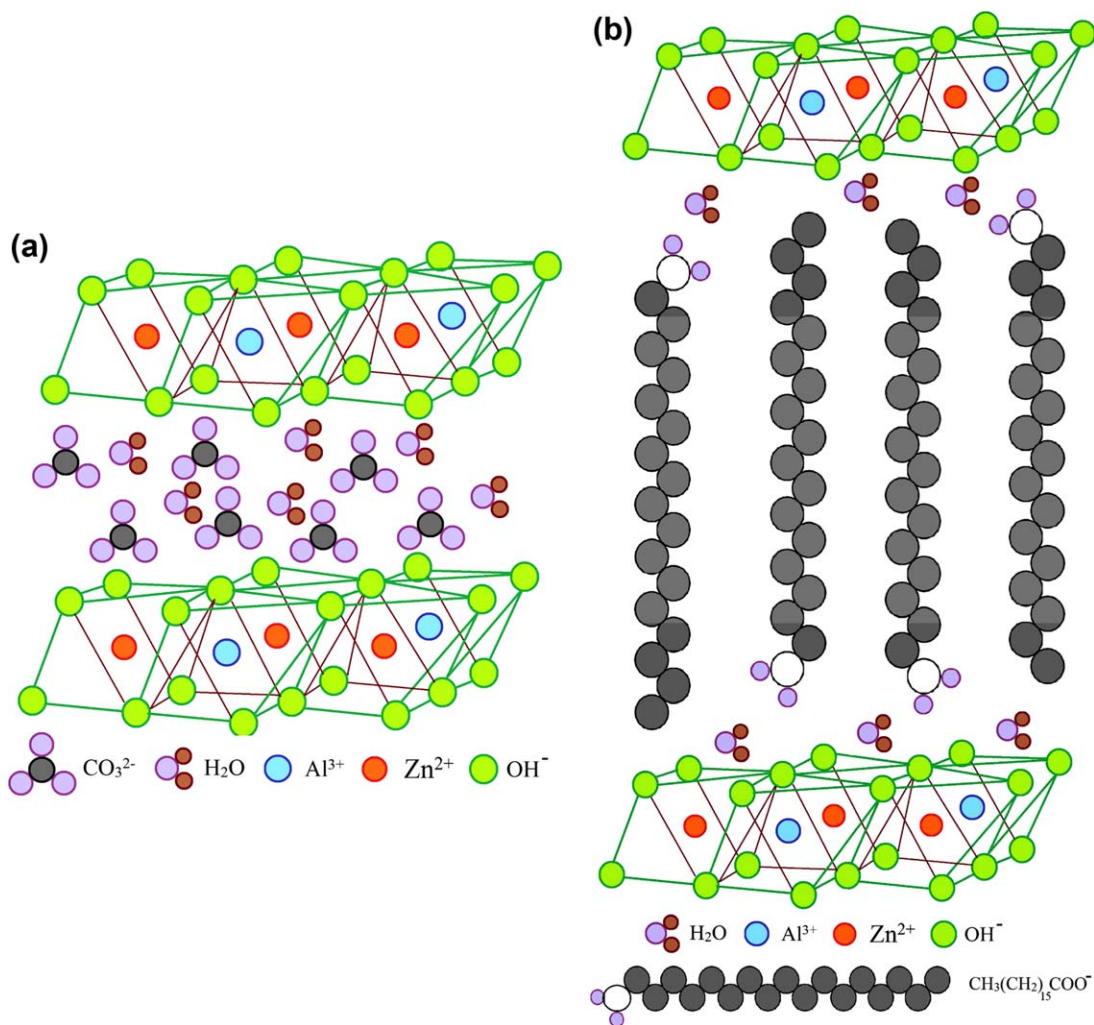 (a)
CO₃²⁻ H₂O Al³⁺ Zn²⁺ OH⁻
(b)
H₂O Al³⁺ Zn²⁺ OH⁻
CH₃(CH₂)₁₅COO⁻